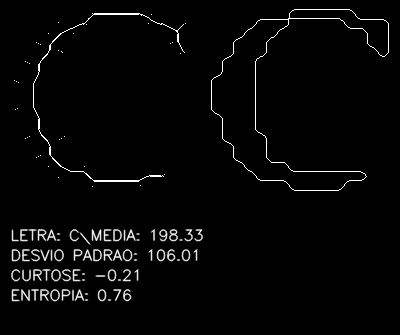 LETRA: C\MEDIA: 198.33
DESVIO PADRAO: 106.01
CURTOSE: -0.21
ENTROPIA: 0.76